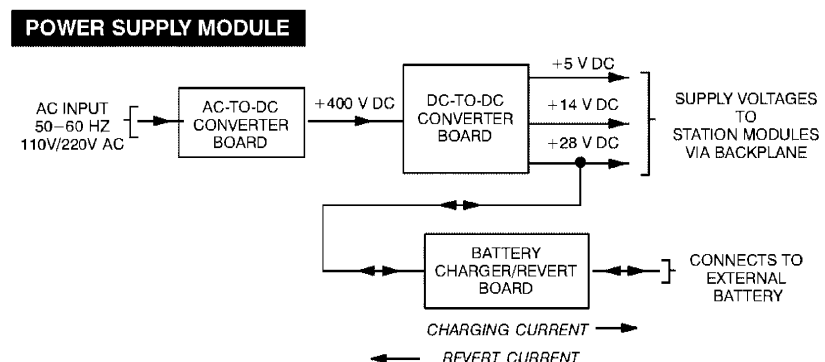 POWER SUPPLY MODULE
AC INPUT
50–60 HZ
110V/220V AC
AC-TO-DC
CONVERTER
BOARD
+400 V DC
DC-TO-DC
CONVERTER
BOARD
+5 V DC
+14 V DC
+28 V DC
SUPPLY VOLTAGES
TO
STATION MODULES
VIA BACKPLANE
BATTERY
CHARGER/REVERT
BOARD
CONNECTS TO
EXTERNAL
BATTERY
CHARGING CURRENT
REVERT CURRENT